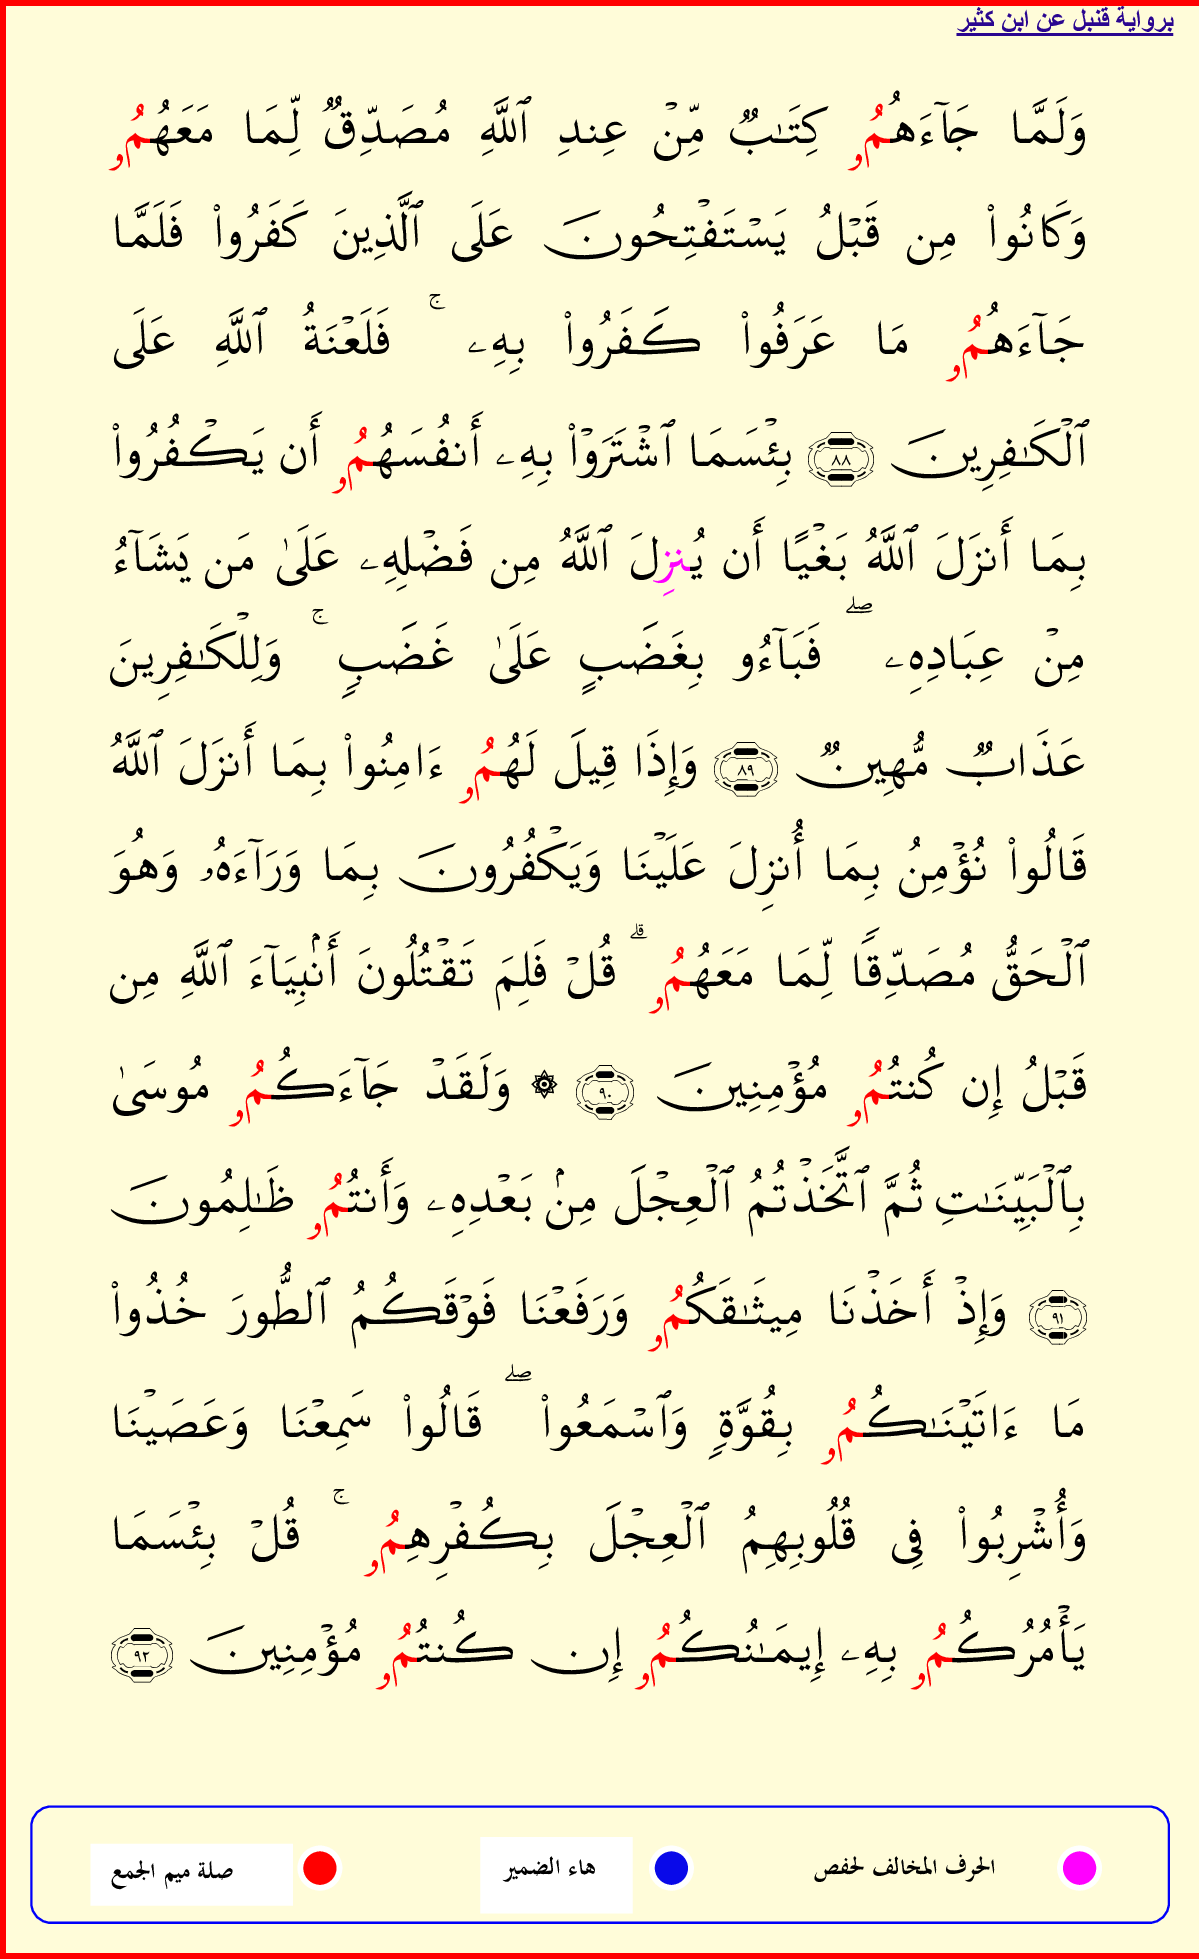 برواية قنبل عن ابن كثير
وَلَمَّا جَآءَهُمُۥ كِتَٰبٌ مِّنْ عِندِ ٱللَّهِ مُصَدِّقٌ لِّمَا مَعَهُمُۥ
وَكَانُوا۟ مِن قَبْلُ يَسْتَفْتِحُونَ عَلَى ٱلَّذِينَ كَفَرُوا۟ فَلَمَّا
جَآءَهُمُۥ مَا عَرَفُوا۟ كَفَرُوا۟ بِهِۦ ۚ فَلَعْنَةُ ٱللَّهِ عَلَى
ٱلْكَٰفِرِينَ ٨٨ بِئْسَمَا ٱشْتَرَوْا۟ بِهِۦ أَنفُسَهُمُۥ أَن يَكْفُرُوا۟
بِمَا أَنزَلَ ٱللَّهُ بَغْيًا أَن يُنزِلَ ٱللَّهُ مِن فَضْلِهِۦ عَلَىٰ مَن يَشَآءُ
مِنْ عِبَادِهِۦ ۖ فَبَآءُو بِغَضَبٍ عَلَىٰ غَضَبٍ ۚ وَلِلْكَٰفِرِينَ
عَذَابٌ مُّهِينٌ ٨٩ وَإِذَا قِيلَ لَهُمُۥ ءَامِنُوا۟ بِمَا أَنزَلَ ٱللَّهُ
قَالُوا۟ نُؤْمِنُ بِمَا أُنزِلَ عَلَيْنَا وَيَكْفُرُونَ بِمَا وَرَآءَهُۥ وَهُوَ
ٱلْحَقُّ مُصَدِّقًا لِّمَا مَعَهُمُۥ ۗ قُلْ فَلِمَ تَقْتُلُونَ أَنۢبِيَآءَ ٱللَّهِ مِن
قَبْلُ إِن كُنتُمُۥ مُؤْمِنِينَ ٩٠ ۞ وَلَقَدْ جَآءَكُمُۥ مُوسَىٰ
بِٱلْبَيِّنَٰتِ ثُمَّ ٱتَّخَذْتُمُ ٱلْعِجْلَ مِنۢ بَعْدِهِۦ وَأَنتُمُۥ ظَٰلِمُونَ
٩١ وَإِذْ أَخَذْنَا مِيثَٰقَكُمُۥ وَرَفَعْنَا فَوْقَكُمُ ٱلطُّورَ خُذُوا۟
مَا ءَاتَيْنَٰكُمُۥ بِقُوَّةٍ وَٱسْمَعُوا۟ ۖ قَالُوا۟ سَمِعْنَا وَعَصَيْنَا
وَأُشْرِبُوا۟ فِى قُلُوبِهِمُ ٱلْعِجْلَ بِكُفْرِهِمُۥ ۚ قُلْ بِئْسَمَا
يَأْمُرُكُمُۥ بِهِۦ إِيمَٰنُكُمُۥ إِن كُنتُمُۥ مُؤْمِنِينَ ٩٢
الحرف المخالف لحفص هاء الضمير صلة ميم الجمع